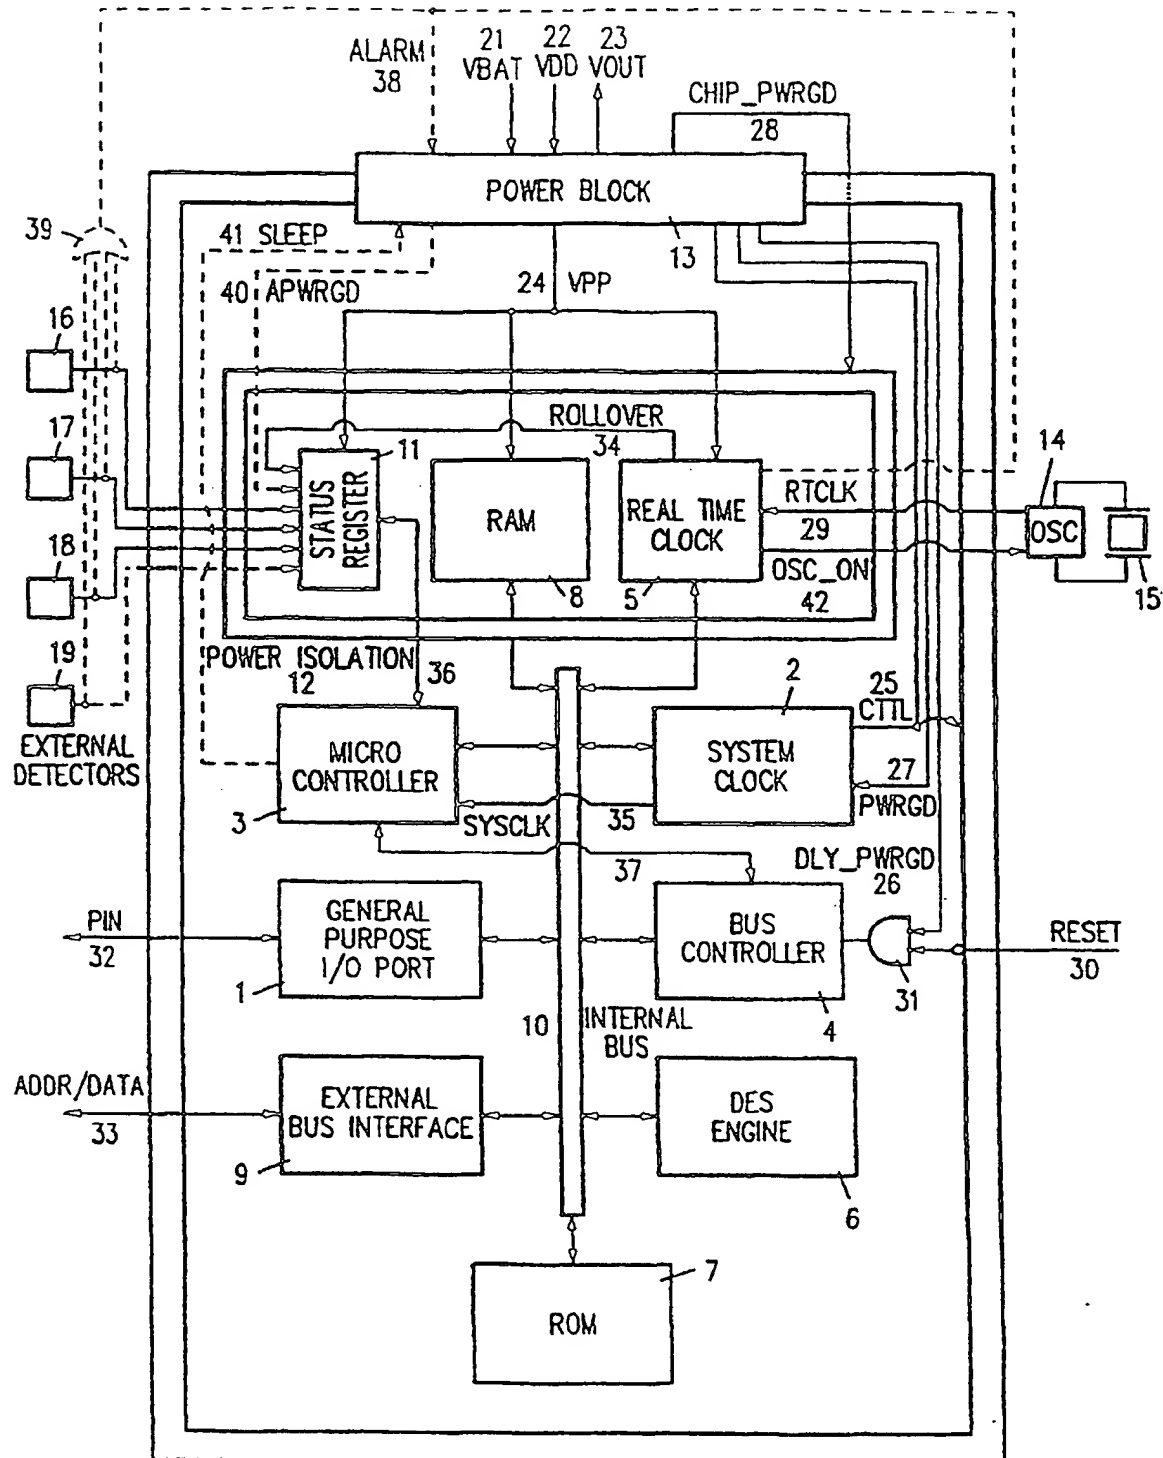 ALARM
38
21
VBAT
22
VDD
23
VOUT
CHIP_PWRGD
28
POWER BLOCK
13
39
41 SLEEP
40 APWRGD
24 VPP
16
17
18
19
EXTERNAL
DETECTORS
ROLLOVER
34
11
STATUS
REGISTER
RAM
8
REAL TIME
CLOCK
5
RTCLK
29
OSC_ON
42
14
OSC
15
POWER ISOLATION
12
36
2
25
CTTL
MICRO
CONTROLLER
3
SYSTEM
CLOCK
27
PWRGD
SYSCLK
35
37
DLY_PWRGD
26
PIN
32
GENERAL
PURPOSE
I/O PORT
1
BUS
CONTROLLER
4
31
RESET
30
10
INTERNAL
BUS
ADDR/DATA
33
EXTERNAL
BUS INTERFACE
9
DES
ENGINE
6
7
ROM